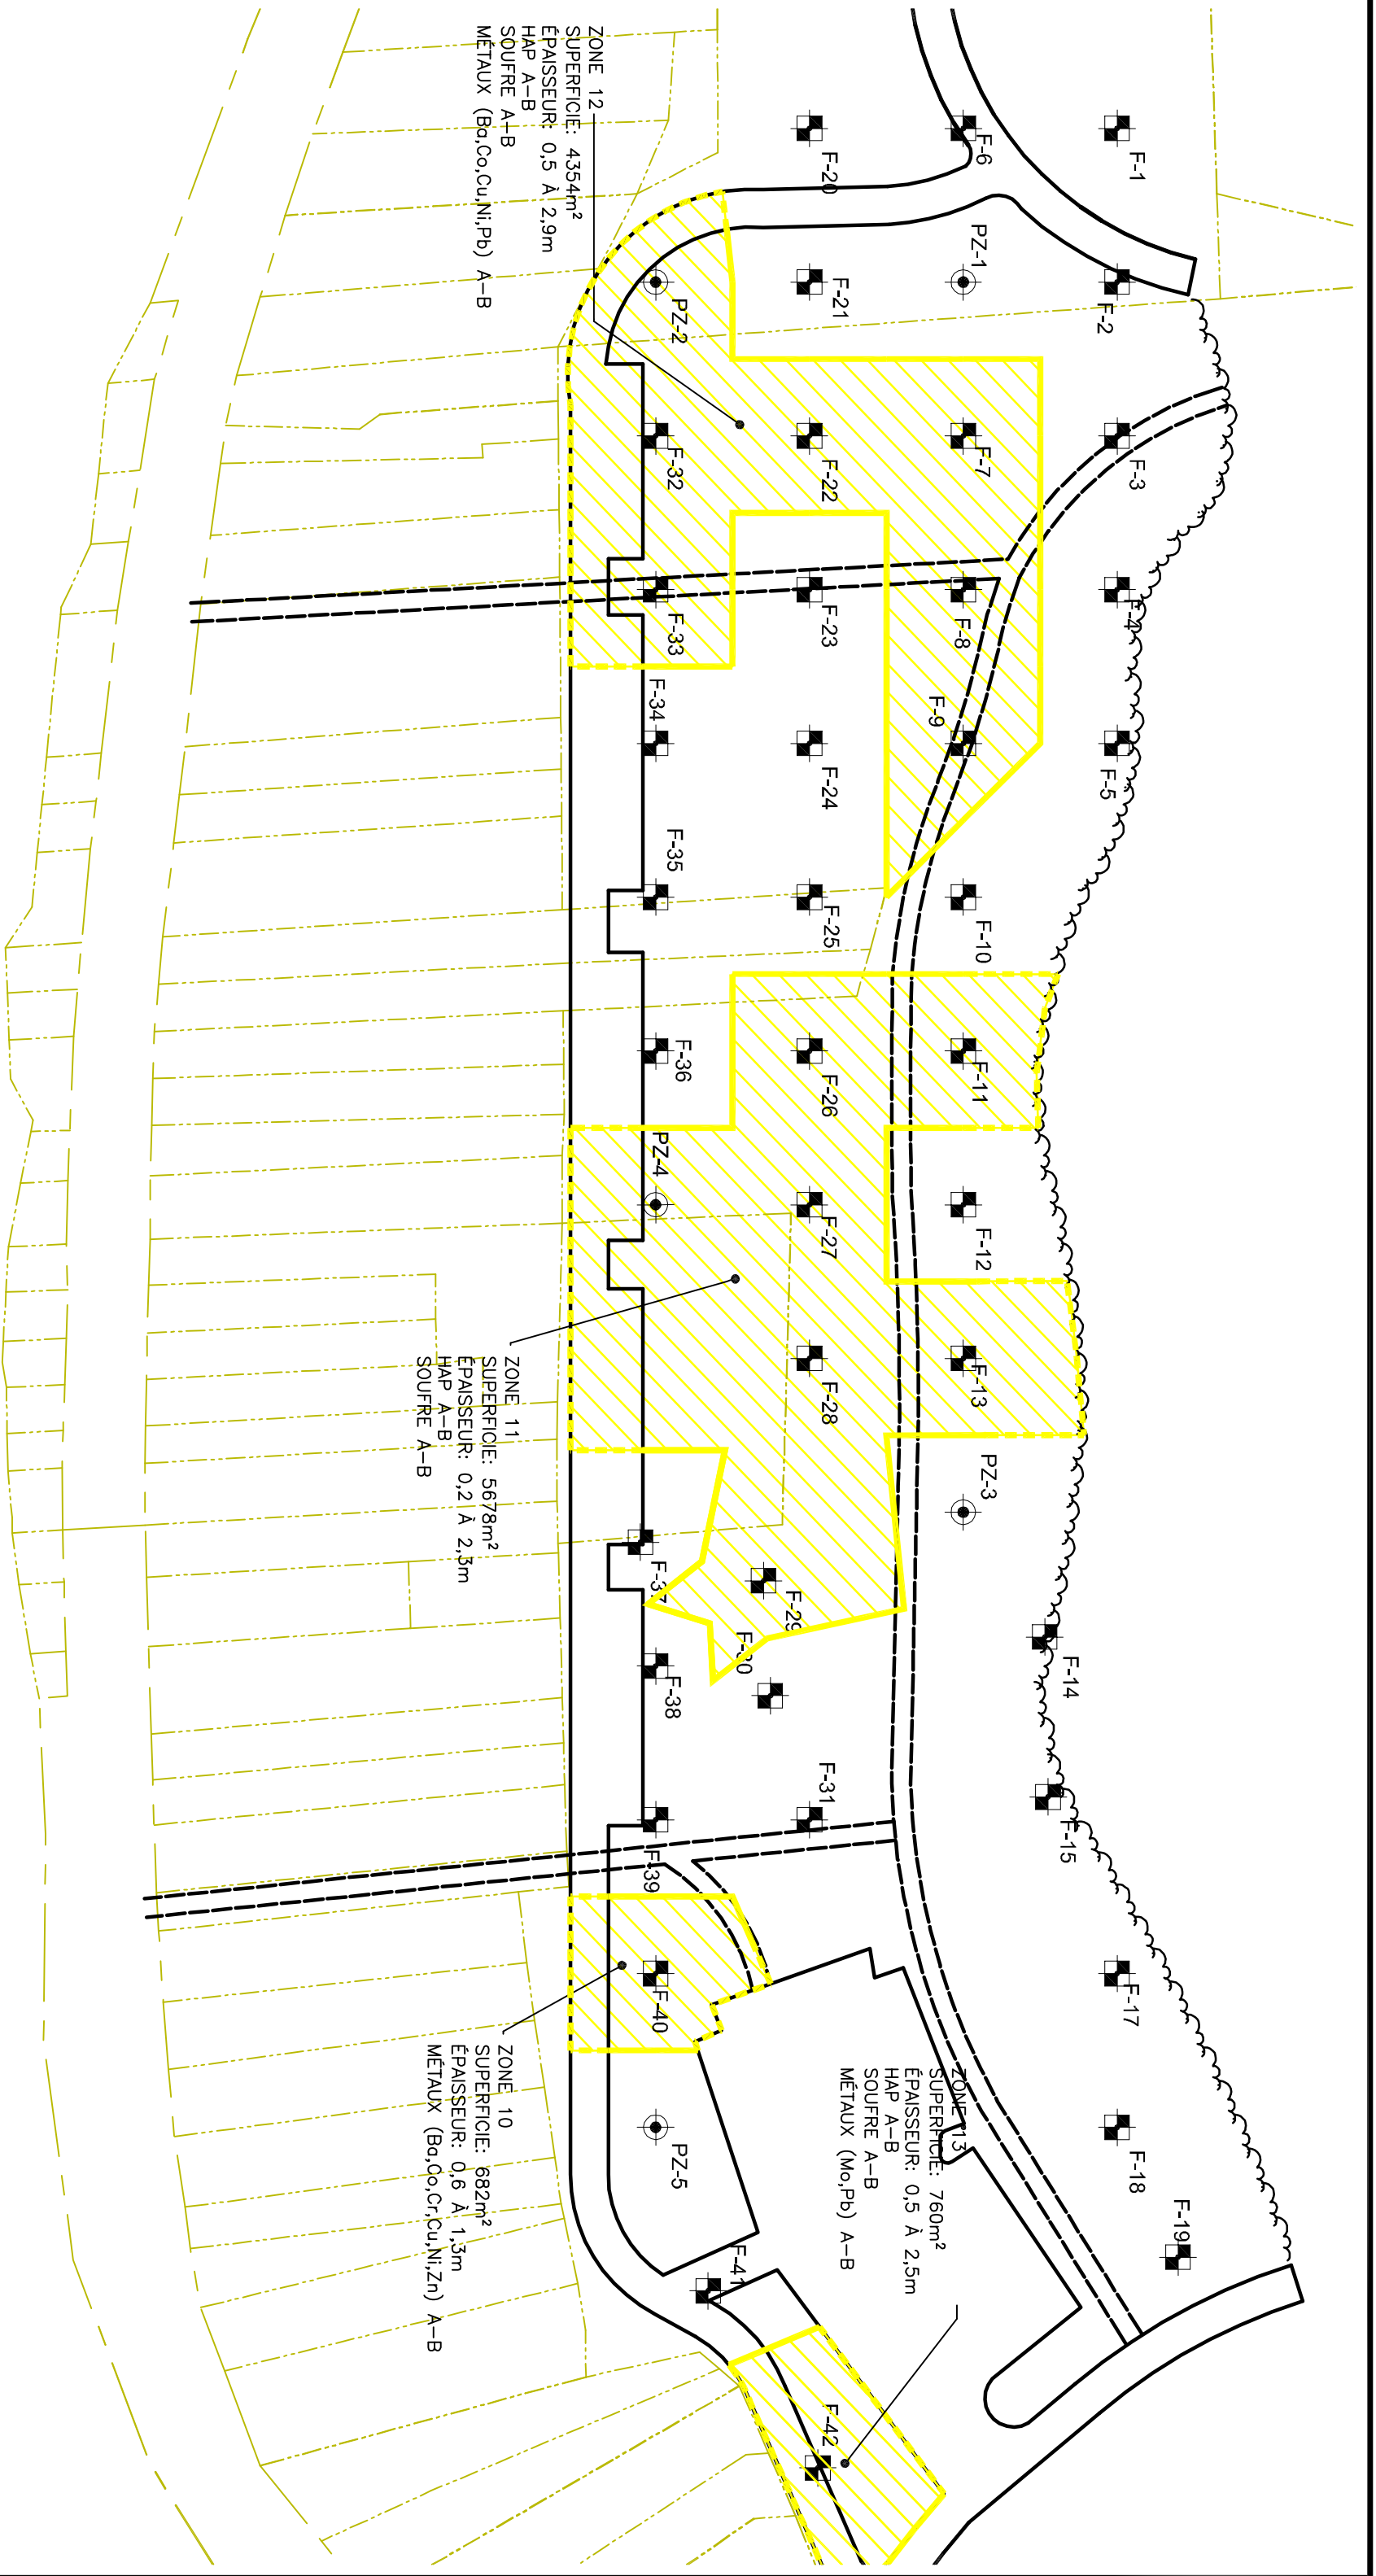 F-1
F-2
F-3
F-4
F-5
F-6
PZ-1
F-7
F-8
F-9
F-10
F-11
F-12
F-13
PZ-3
F-14
F-15
F-17
F-18
F-19
F-20
F-21
F-22
F-23
F-24
F-25
F-26
F-27
F-28
F-29
F-30
F-31
PZ-2
F-32
F-33
F-34
F-35
F-36
PZ-4
F-37
F-38
F-39
F-40
PZ-5
F-41
F-42
ZONE 12
SUPERFICIE: 4354m²
ÉPAISSEUR: 0,5 À 2,9m
HAP A-B
SOUFRE A-B
MÉTAUX (Ba,Co,Cu,Ni,Pb) A-B
ZONE 11
SUPERFICIE: 5678m²
ÉPAISSEUR: 0,2 À 2,3m
HAP A-B
SOUFRE A-B
ZONE 10
SUPERFICIE: 682m²
ÉPAISSEUR: 0,6 À 1,3m
MÉTAUX (Ba,Co,Cr,Cu,Ni,Zn) A-B
ZONE 13
SUPERFICIE: 760m²
ÉPAISSEUR: 0,5 À 2,5m
HAP A-B
SOUFRE A-B
MÉTAUX (Mo,Pb) A-B